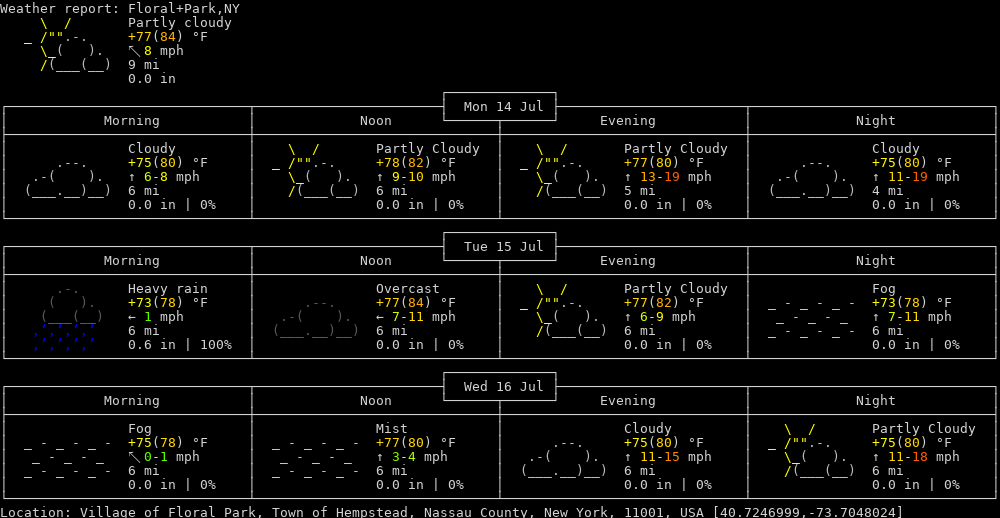 Weather report: Floral+Park,NY
Partly cloudy
+77(84) °F
↖ 8 mph
9 mi
0.0 in
Mon 14 Jul
Morning Noon Evening Night
Cloudy Partly Cloudy Partly Cloudy Cloudy
+75(80) °F +78(82) °F +77(80) °F +75(80) °F
↑ 6-8 mph ↑ 9-10 mph ↑ 13-19 mph ↑ 11-19 mph
6 mi 6 mi 5 mi 4 mi
0.0 in | 0% 0.0 in | 0% 0.0 in | 0% 0.0 in | 0%
Tue 15 Jul
Morning Noon Evening Night
Heavy rain Overcast Partly Cloudy Fog
+73(78) °F +77(84) °F +77(82) °F +73(78) °F
← 1 mph ← 7-11 mph ↑ 6-9 mph ↑ 7-11 mph
6 mi 6 mi 6 mi 6 mi
0.6 in | 100% 0.0 in | 0% 0.0 in | 0% 0.0 in | 0%
Wed 16 Jul
Morning Noon Evening Night
Fog Mist Cloudy Partly Cloudy
+75(78) °F +77(80) °F +75(80) °F +75(80) °F
↖ 0-1 mph ↑ 3-4 mph ↑ 11-15 mph ↑ 11-18 mph
6 mi 6 mi 6 mi 6 mi
0.0 in | 0% 0.0 in | 0% 0.0 in | 0% 0.0 in | 0%
Location: Village of Floral Park, Town of Hempstead, Nassau County, New York, 11001, USA [40.7246999,-73.7048024]